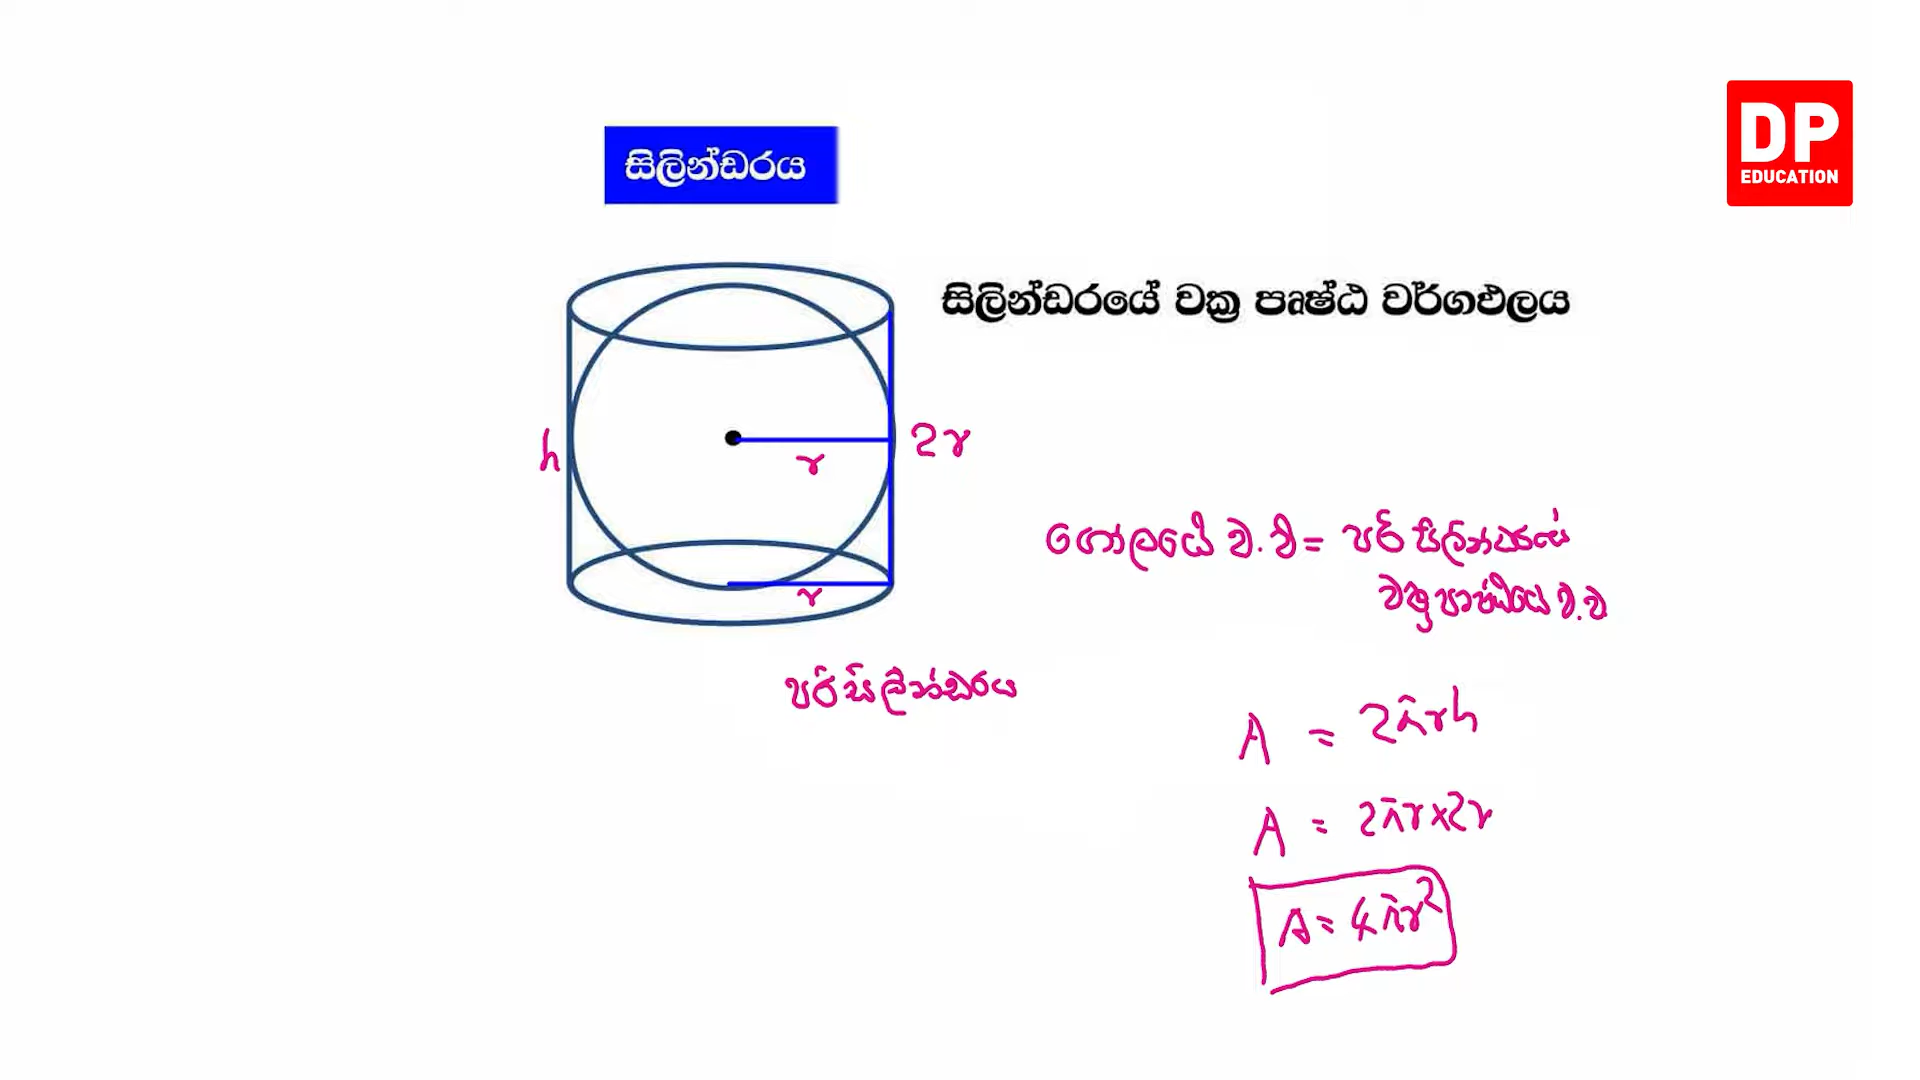 DP
EDUCATION
සිලින්ඩරය
සිලින්ඩරයේ වක්‍ර පෘෂ්ඨ වර්ගඵලය
h
r
2r
r
ගෝලයේ ව.ඵ = පරි සිලින්ඩරයේ
වක්‍ර පෘෂ්ඨයේ ව.ඵ
පරිසිලින්ඩරය
A = 2πrh
A = 2πr×2r
A = 4πr²